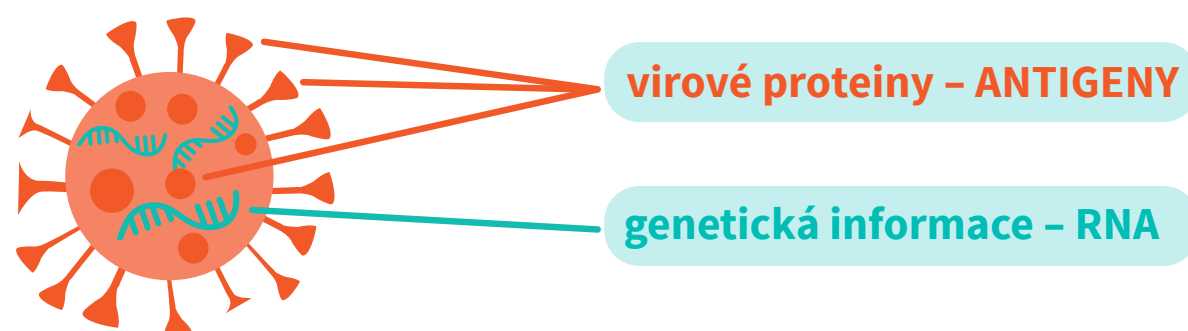 virové proteiny – ANTIGENY
genetická informace – RNA